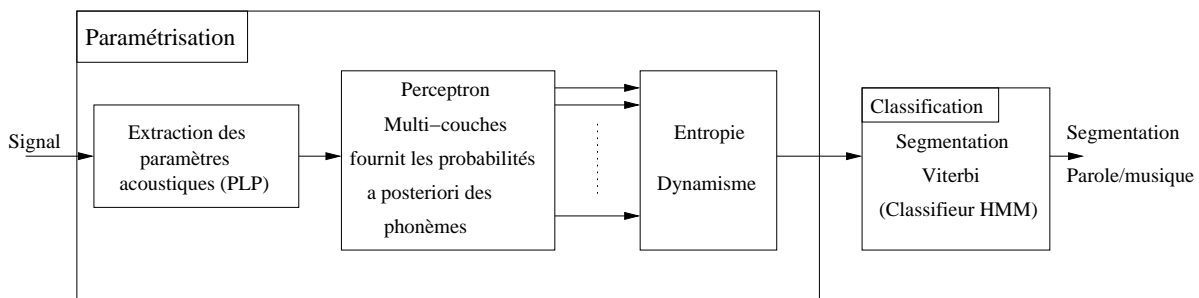 Paramétrisation
Signal
Extraction des
paramètres
acoustiques (PLP)
Perceptron
Multi−couches
fournit les probabilités
a posteriori des
phonèmes
Entropie
Dynamisme
Classification
Segmentation
Viterbi
(Classifieur HMM)
Segmentation
Parole/musique